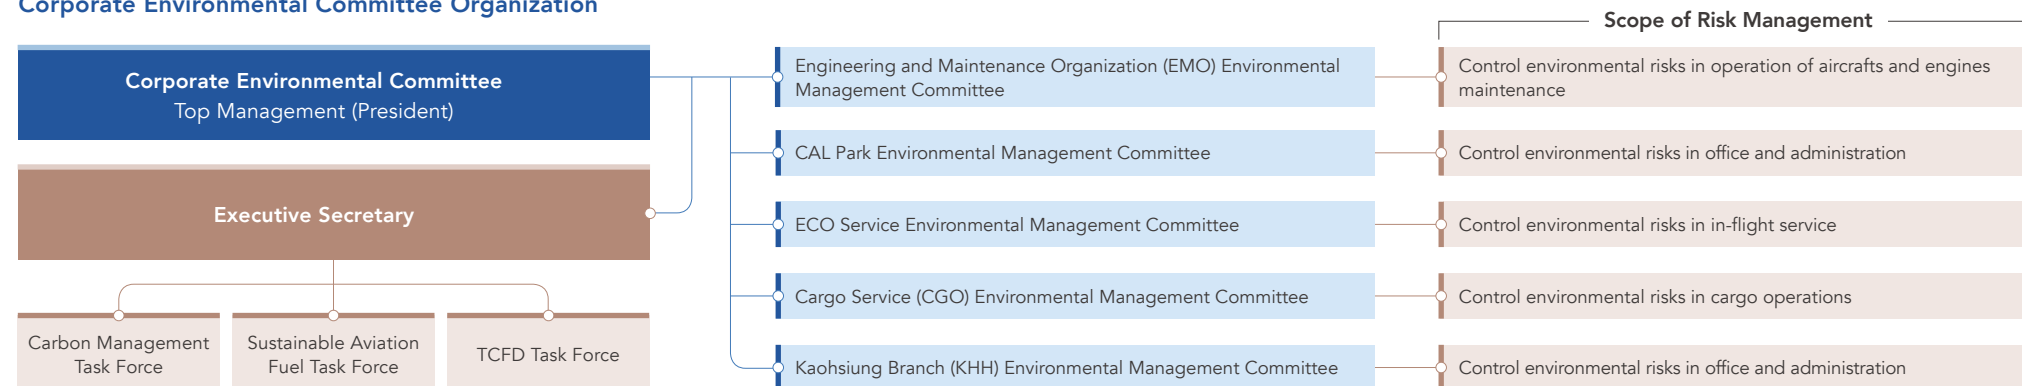 Corporate Environmental Committee Organization
Corporate Environmental Committee
Top Management (President)
Executive Secretary
Carbon Management
Task Force
Sustainable Aviation
Fuel Task Force
TCFD Task Force
Engineering and Maintenance Organization (EMO) Environmental
Management Committee
CAL Park Environmental Management Committee
ECO Service Environmental Management Committee
Cargo Service (CGO) Environmental Management Committee
Kaohsiung Branch (KHH) Environmental Management Committee
Scope of Risk Management
Control environmental risks in operation of aircrafts and engines
maintenance
Control environmental risks in office and administration
Control environmental risks in in-flight service
Control environmental risks in cargo operations
Control environmental risks in office and administration